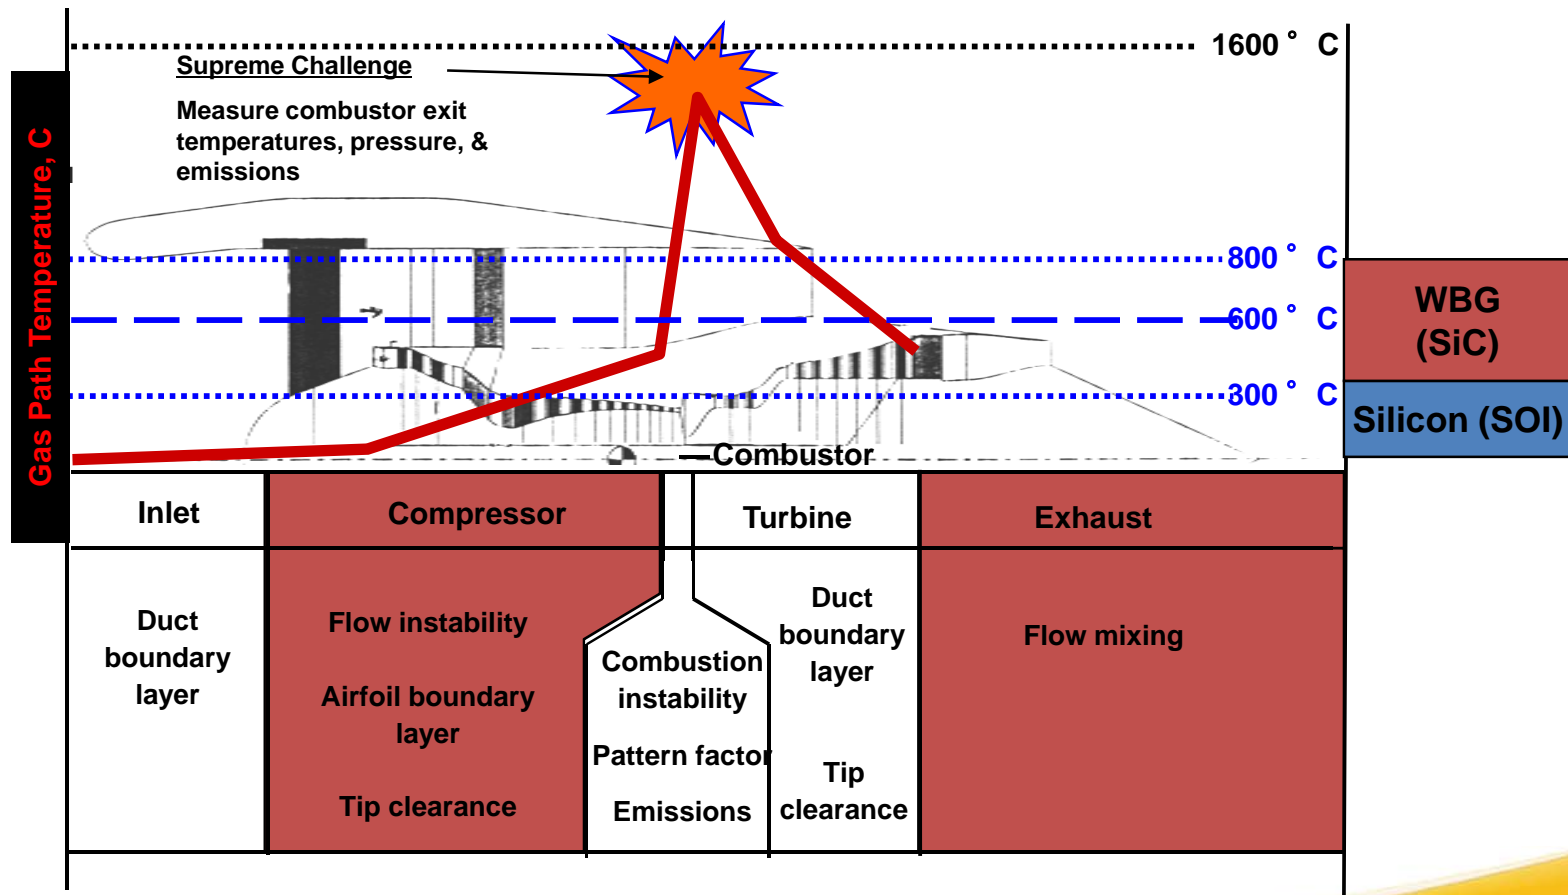 1600 ° C
Supreme Challenge
Measure combustor exit
temperatures, pressure, &
emissions
Gas Path Temperature, C
800 ° C
600 ° C
300 ° C
WBG
(SiC)
Silicon (SOI)
Combustor
Inlet
Compressor
Turbine
Exhaust
Duct
boundary
layer
Flow instability
Airfoil boundary
layer
Tip clearance
Combustion
instability
Pattern factor
Emissions
Duct
boundary
layer
Tip
clearance
Flow mixing